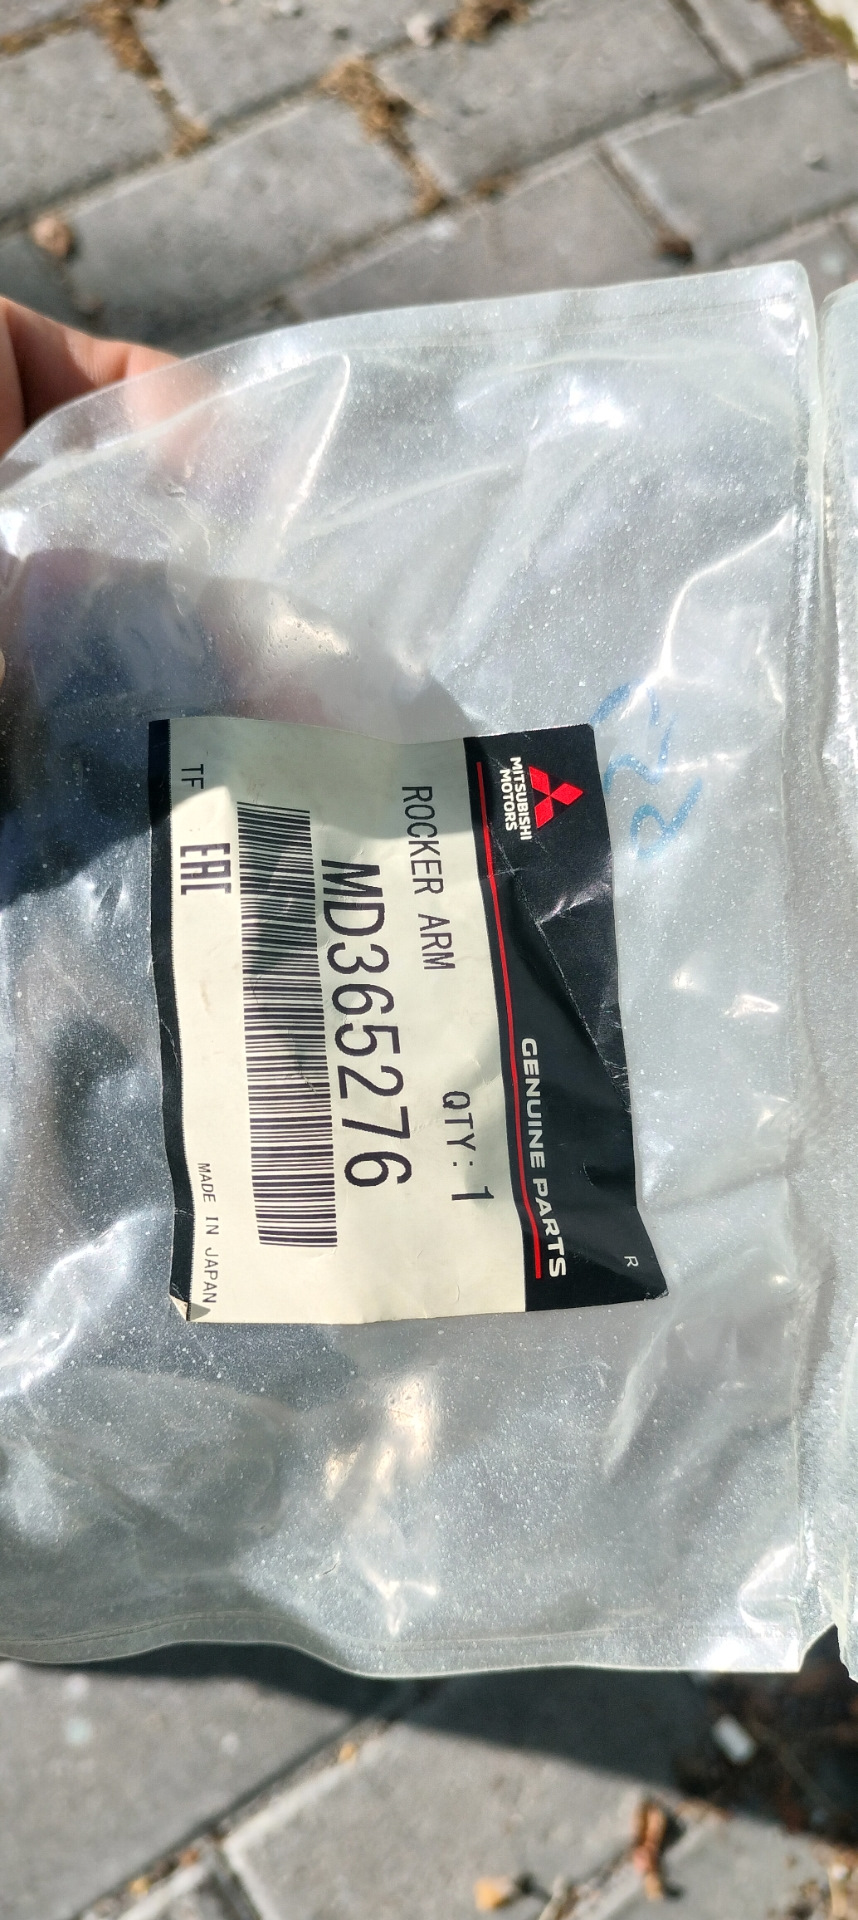 MITSUBISHI
MOTORS
GENUINE PARTS
R
ROCKER ARM
QTY:1
MD365276
TF
EAC
MADE IN JAPAN